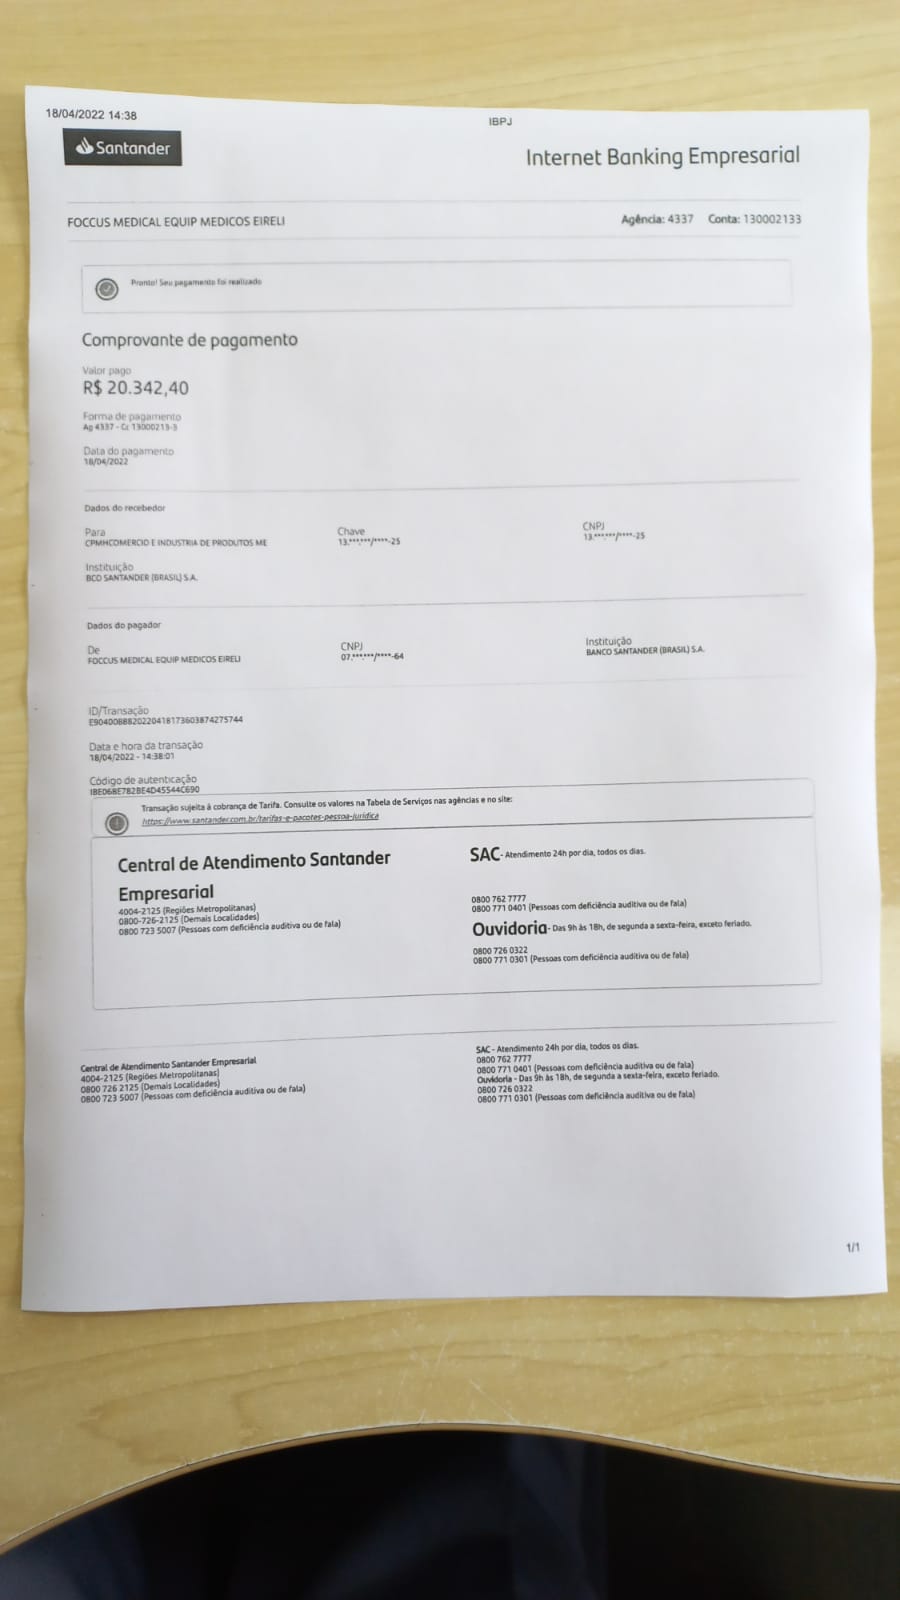 18/04/2022 14:38
IBPJ
Santander
Internet Banking Empresarial
FOCCUS MEDICAL EQUIP MEDICOS EIRELI
Agência: 4337 Conta: 130002133
Pronto! Seu pagamento foi realizado
Comprovante de pagamento
Valor pago
R$ 20.342,40
Forma de pagamento
Ag 4337 - Cc 13000213-3
Data do pagamento
18/04/2022
Dados do recebedor
Para
CPMHCOMERCIO E INDUSTRIA DE PRODUTOS ME
Chave
13.***.***/****-25
CNPJ
13.***.***/****-25
Instituição
BCO SANTANDER (BRASIL) S.A.
Dados do pagador
De
FOCCUS MEDICAL EQUIP MEDICOS EIRELI
CNPJ
07.***.***/****-64
Instituição
BANCO SANTANDER (BRASIL) S.A.
ID/Transação
E9040088820220418173603874275744
Data e hora da transação
18/04/2022 - 14:38:01
Código de autenticação
IBED6BE782BE4D45544C690
Transação sujeita à cobrança de Tarifa. Consulte os valores na Tabela de Serviços nas agências e no site:
https://www.santander.com.br/tarifas-e-pacotes-pessoa-juridica
Central de Atendimento Santander
Empresarial
4004-2125 (Regiões Metropolitanas)
0800-726-2125 (Demais Localidades)
0800 723 5007 (Pessoas com deficiência auditiva ou de fala)
SAC - Atendimento 24h por dia, todos os dias.
0800 762 7777
0800 771 0401 (Pessoas com deficiência auditiva ou de fala)
Ouvidoria - Das 9h às 18h, de segunda a sexta-feira, exceto feriado.
0800 726 0322
0800 771 0301 (Pessoas com deficiência auditiva ou de fala)
Central de Atendimento Santander Empresarial
4004-2125 (Regiões Metropolitanas)
0800 726 2125 (Demais Localidades)
0800 723 5007 (Pessoas com deficiência auditiva ou de fala)
SAC - Atendimento 24h por dia, todos os dias.
0800 762 7777
0800 771 0401 (Pessoas com deficiência auditiva ou de fala)
Ouvidoria - Das 9h às 18h, de segunda a sexta-feira, exceto feriado.
0800 726 0322
0800 771 0301 (Pessoas com deficiência auditiva ou de fala)
1/1